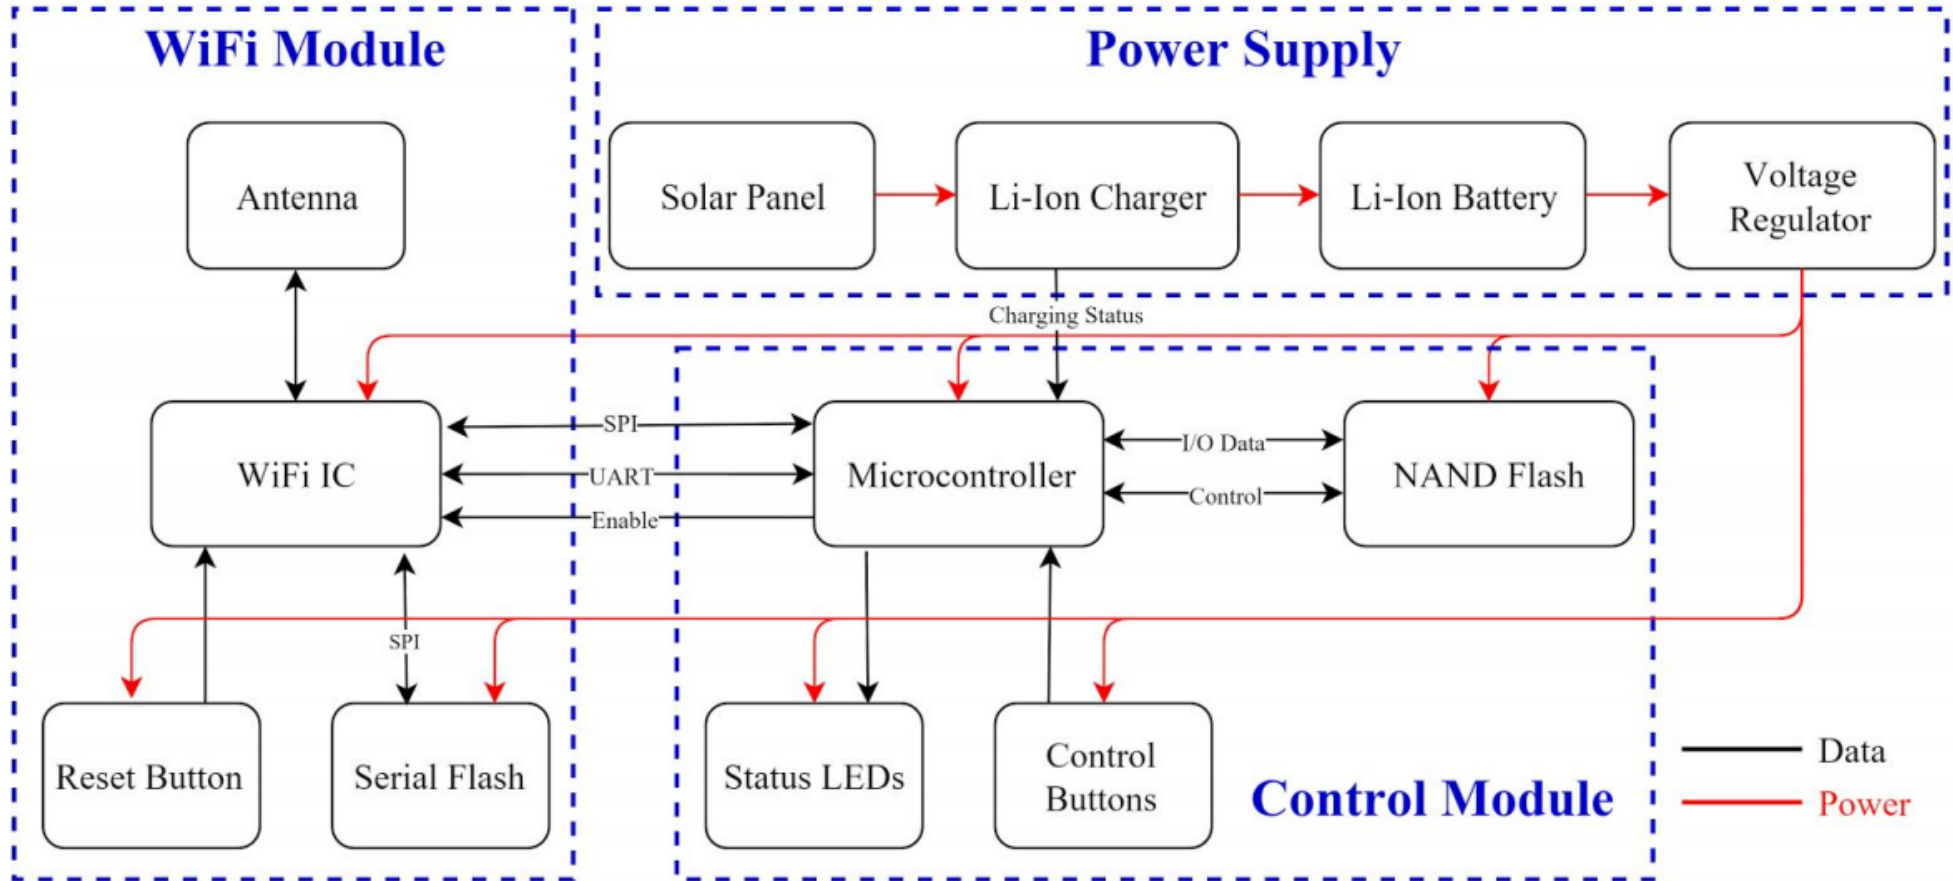 WiFi Module
Power Supply
Antenna
Solar Panel
Li-Ion Charger
Li-Ion Battery
Voltage
Regulator
Charging Status
WiFi IC
SPI
UART
Enable
Microcontroller
I/O Data
Control
NAND Flash
SPI
Reset Button
Serial Flash
Status LEDs
Control
Buttons
Control Module
Data
Power